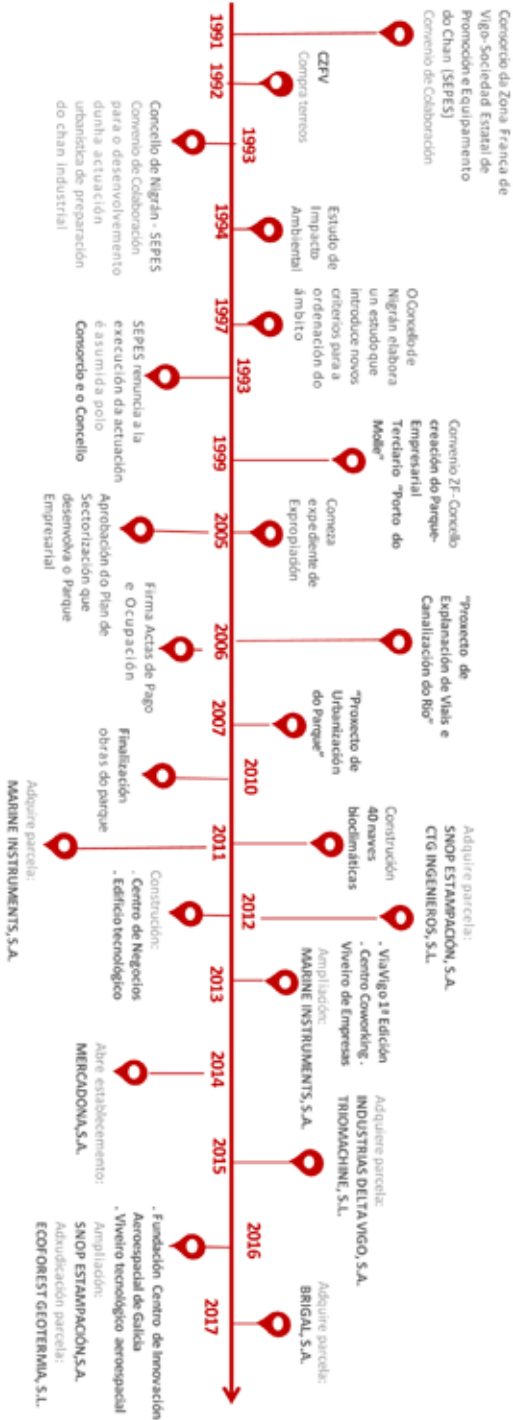 Consorcio da Zona Franca de
Vigo-Sociedad Estatal de
Promoción e Equipamento
do Chan (SEPES)
Convenio de Colaboración
1991
1992
CZFV
Compra terreos
1993
Concello de Nigrán - SEPES
Convenio de Colaboración
para o desenvolvemento
dunha actuación
urbanística de preparación
do chan industrial
1994
Estudo de
Impacto
Ambiental
1997
O Concello de
Nigrán elabora
un estudo que
introduce novos
criterios para a
ordenación do
ámbito
1993
SEPES renuncia a la
execución da actuación
é asumida polo
Consorcio e o Concello
1999
Convenio ZF- Concello
creación do Parque-
Empresarial
Terciario "Porto do
Molle"
2005
Comeza
expediente de
Expropiación
Aprobación do Plan de
Sectorización que
desenvolva o Parque
Empresarial
2006
"Proxecto de
Explanación de Viais e
Canalización do Río"
Firma Actas de Pago
e Ocupación
2007
"Proxecto de
Urbanización
do Parque"
2010
Finalización
obras do parque
2011
Construción
40 naves
bioclimáticas
Adquire parcela:
MARINE INSTRUMENTS, S.A.
2012
Adquire parcela:
SNOP ESTAMPACIÓN, S.A.
CTG INGENIEROS, S.L.
Construción:
. Centro de Negocios
. Edificio tecnológico
2013
. ViaVigo 1ª Edición
. Centro Coworking .
Viveiro de Empresas
Ampliación:
MARINE INSTRUMENTS, S.A.
2014
Abre establecemento:
MERCADONA,S.A.
2015
Adquiere parcela:
INDUSTRIAS DELTA VIGO, S.A.
TRIOMACHINE, S.L.
2016
. Fundación Centro de Innovación
Aeroespacial de Galicia
. Viveiro tecnológico aeroespacial
Ampliación:
SNOP ESTAMPACIÓN,S.A.
Adxudicación parcela:
ECOFOREST GEOTERMIA, S.L.
2017
Adquire parcela:
BRIGAL, S.A.